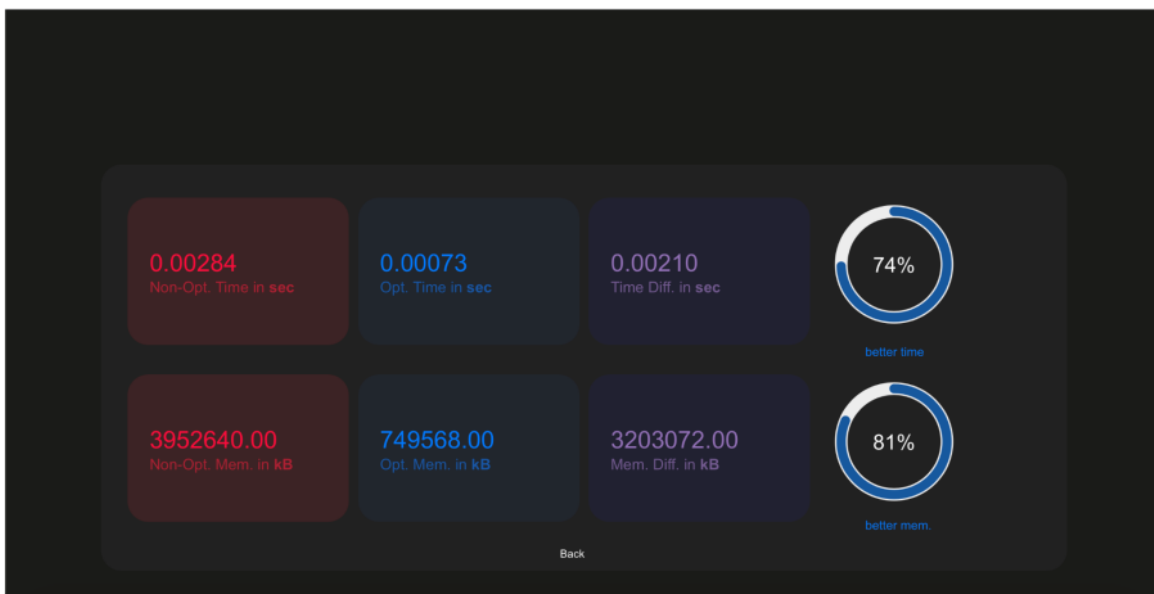 0.00284
Non-Opt. Time in sec
0.00073
Opt. Time in sec
0.00210
Time Diff. in sec
74%
better time
3952640.00
Non-Opt. Mem. in kB
749568.00
Opt. Mem. in kB
3203072.00
Mem. Diff. in kB
81%
better mem.
Back